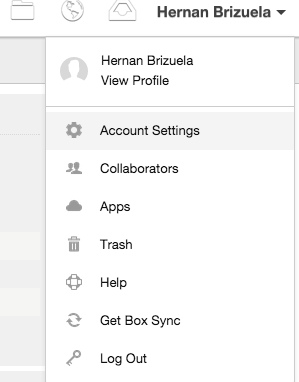 Hernan Brizuela
Hernan Brizuela
View Profile
Account Settings
Collaborators
Apps
Trash
Help
Get Box Sync
Log Out